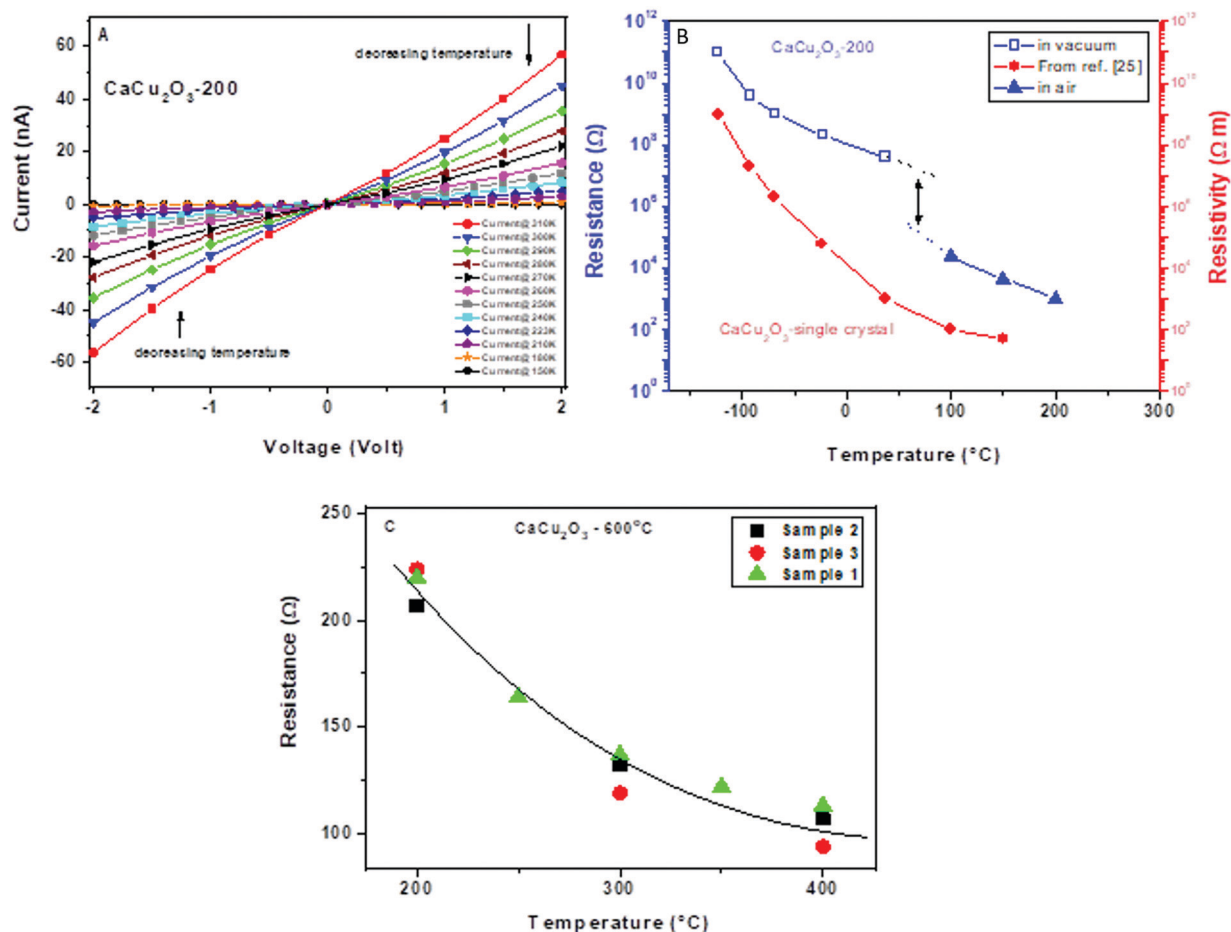 A
decreasing temperature
CaCu₂O₃-200
Current (nA)
60
40
20
0
-20
-40
-60
Current@310K
Current@300K
Current@290K
Current@280K
Current@270K
Current@260K
Current@250K
Current@240K
Current@223K
Current@210K
Current@180K
Current@150K
decreasing temperature
-2
-1
0
1
2
Voltage (Volt)
B
CaCu₂O₃-200
in vacuum
From ref. [25]
in air
Resistance (Ω)
10¹²
10¹⁰
10⁸
10⁶
10⁴
10²
10⁰
Resistivity (Ω m)
CaCu₂O₃-single crystal
-100
0
100
200
300
Temperature (°C)
C
CaCu₂O₃ - 600°C
Sample 2
Sample 3
Sample 1
Resistance (Ω)
250
200
150
100
200
300
400
Temperature (°C)